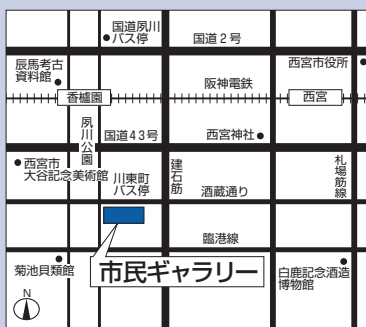 国道夙川
バス停
国道2号
辰馬考古
資料館
西宮市役所
阪神電鉄
香櫨園
西宮
夙川公園
国道43号
西宮神社
西宮市
大谷記念美術館
川東町
バス停
建石筋
酒蔵通り
札場筋線
臨港線
菊池貝類館
市民ギャラリー
白鹿記念酒造
博物館
N